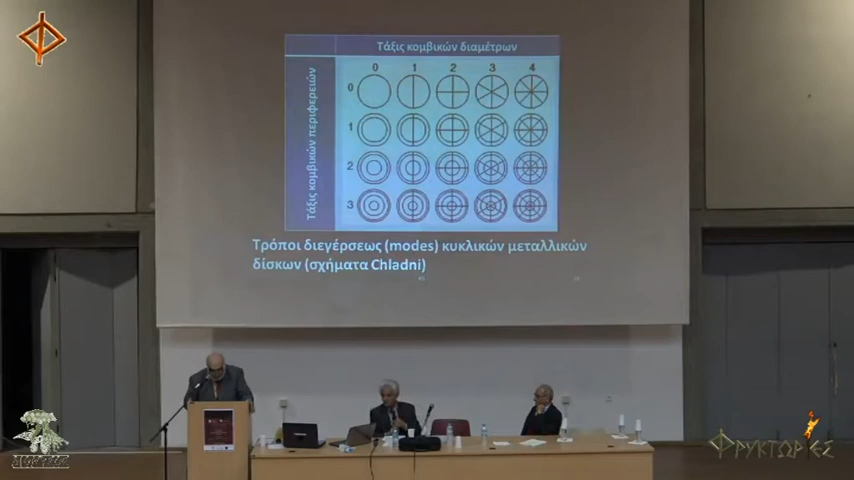 Τάξις κομβικών διαμέτρων
0 1 2 3 4
Τάξις κομβικών περιφερειών
0
1
2
3
Τρόποι διεγέρσεως (modes) κυκλικών μεταλλικών
δίσκων (σχήματα Chladni)
ΦΡΥΚΤΩΡΙΕΣ